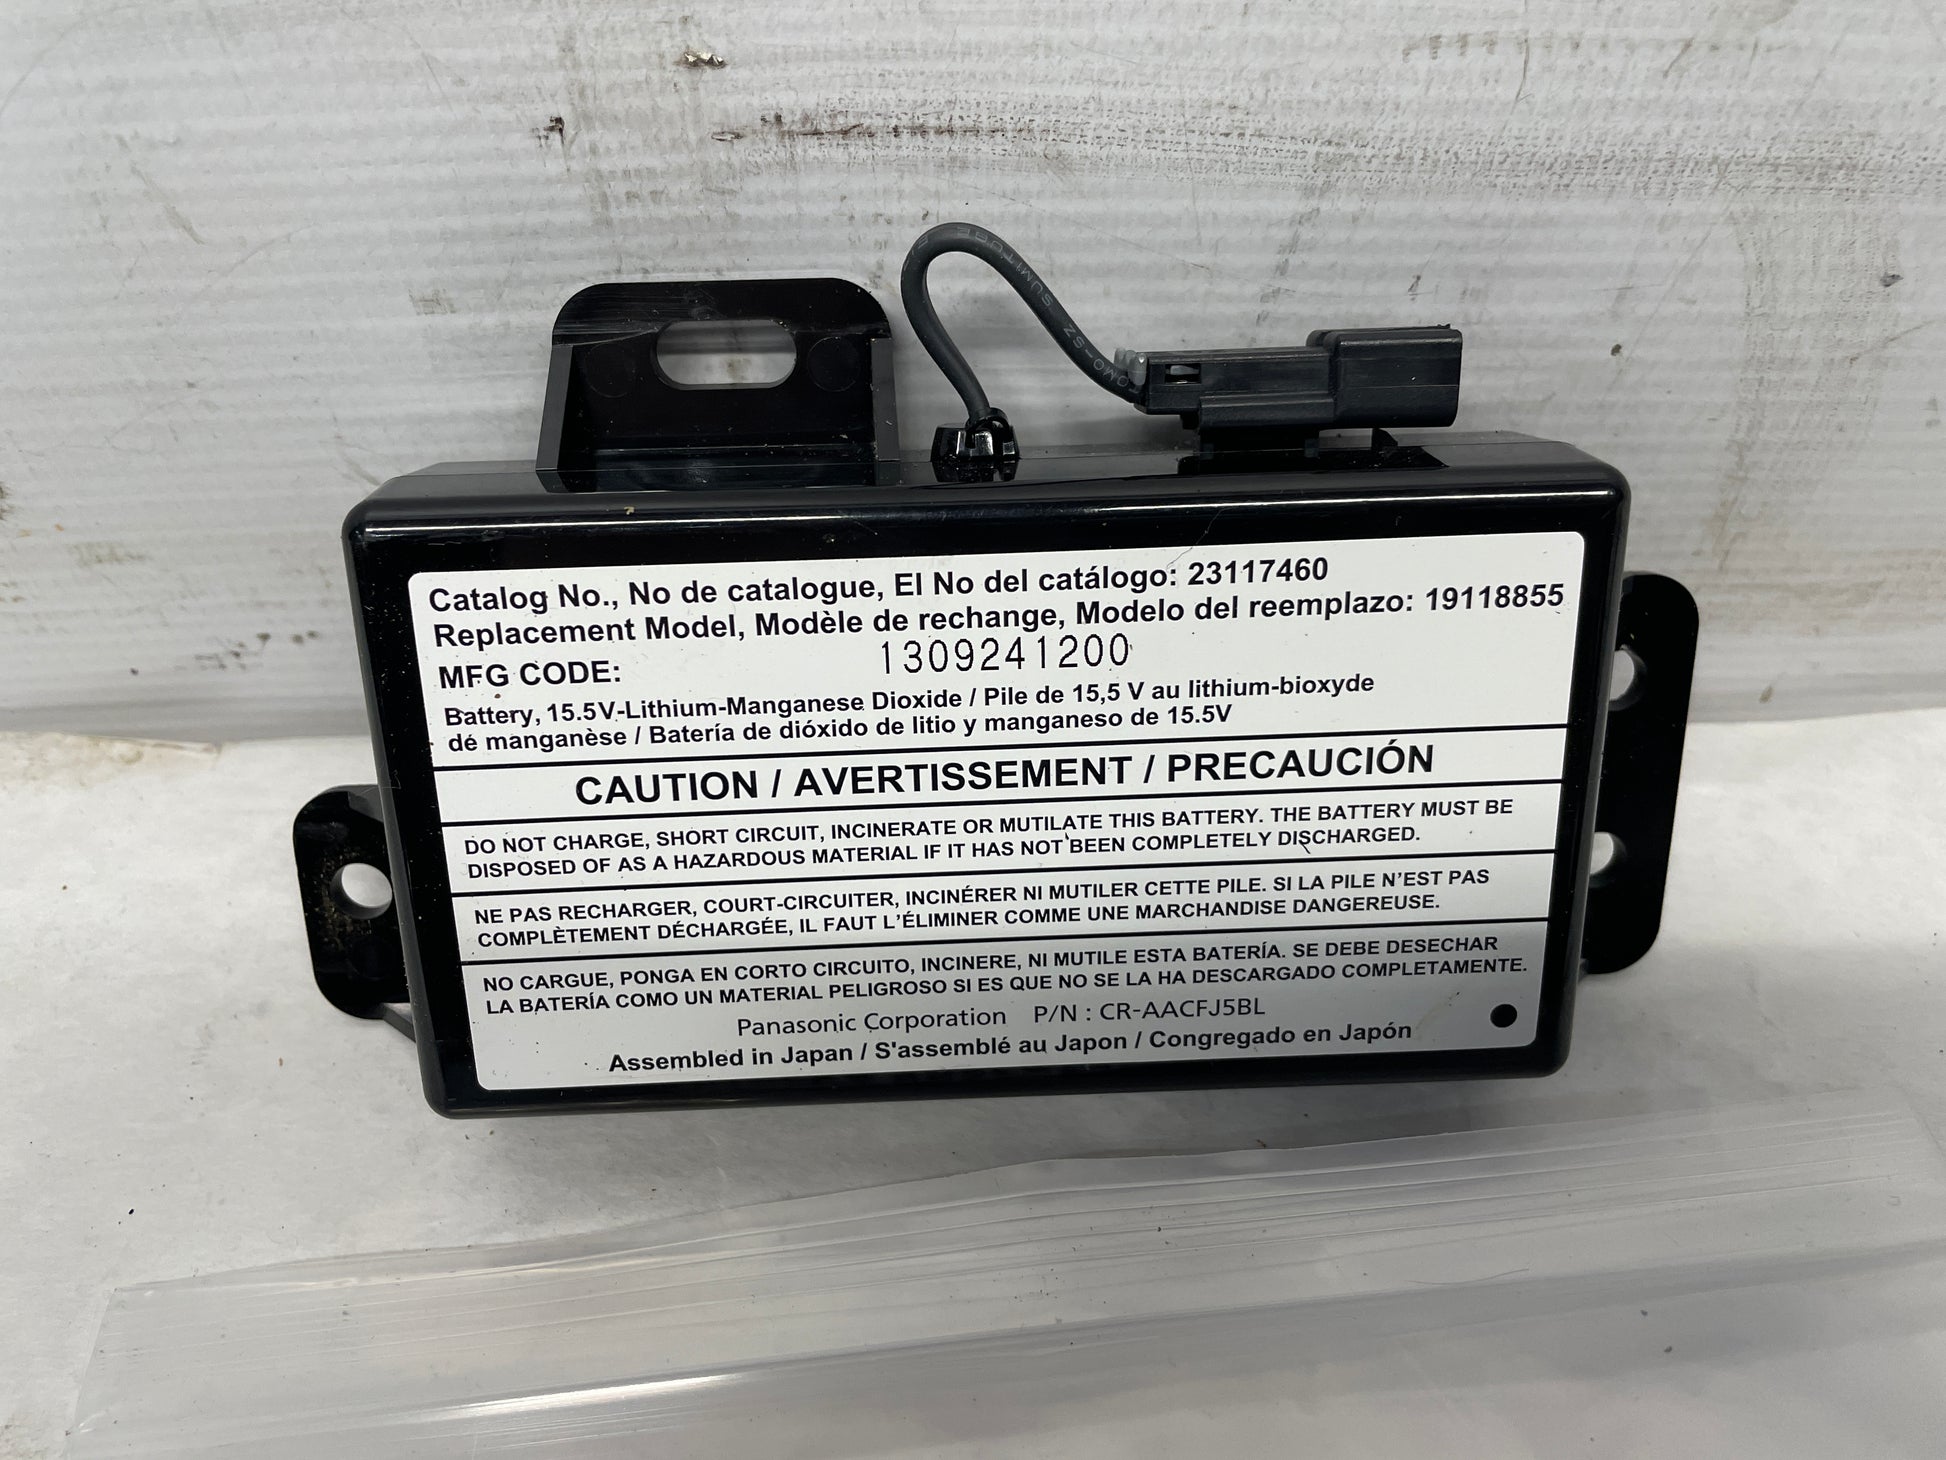 SUMITUBE F
OMO-SZ
Catalog No., No de catalogue, El No del catálogo: 23117460
Replacement Model, Modèle de rechange, Modelo del reemplazo: 19118855
MFG CODE: 1309241200
Battery, 15.5V-Lithium-Manganese Dioxide / Pile de 15,5 V au lithium-bioxyde
de manganèse / Batería de dióxido de litio y manganeso de 15.5V
CAUTION / AVERTISSEMENT / PRECAUCIÓN
DO NOT CHARGE, SHORT CIRCUIT, INCINERATE OR MUTILATE THIS BATTERY. THE BATTERY MUST BE
DISPOSED OF AS A HAZARDOUS MATERIAL IF IT HAS NOT BEEN COMPLETELY DISCHARGED.
NE PAS RECHARGER, COURT-CIRCUITER, INCINÉRER NI MUTILER CETTE PILE. SI LA PILE N'EST PAS
COMPLÈTEMENT DÉCHARGÉE, IL FAUT L'ÉLIMINER COMME UNE MARCHANDISE DANGEREUSE.
NO CARGUE, PONGA EN CORTO CIRCUITO, INCINERE, NI MUTILE ESTA BATERÍA. SE DEBE DESECHAR
LA BATERÍA COMO UN MATERIAL PELIGROSO SI ES QUE NO SE LA HA DESCARGADO COMPLETAMENTE.
Panasonic Corporation P/N : CR-AACFJ5BL
Assembled in Japan / S'assemblé au Japon / Congregado en Japón